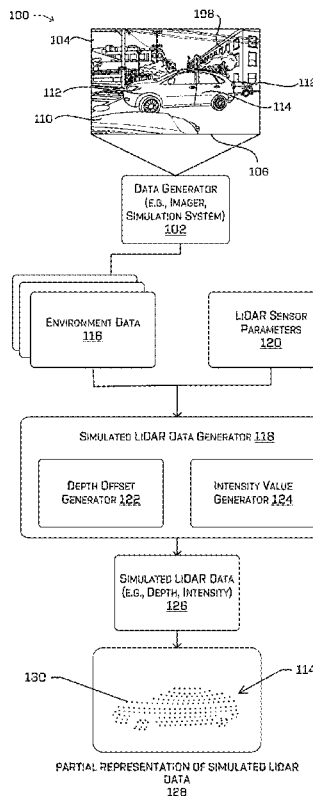 100
104
108
112
118
114
110
106
DATA GENERATOR
(E.G., IMAGER,
SIMULATION SYSTEM)
102
ENVIRONMENT DATA
116
LIDAR SENSOR
PARAMETERS
120
SIMULATED LIDAR DATA GENERATOR 118
DEPTH OFFSET
GENERATOR 122
INTENSITY VALUE
GENERATOR 124
SIMULATED LIDAR DATA
(E.G., DEPTH, INTENSITY)
126
130
114
PARTIAL REPRESENTATION OF SIMULATED LIDAR
DATA
128